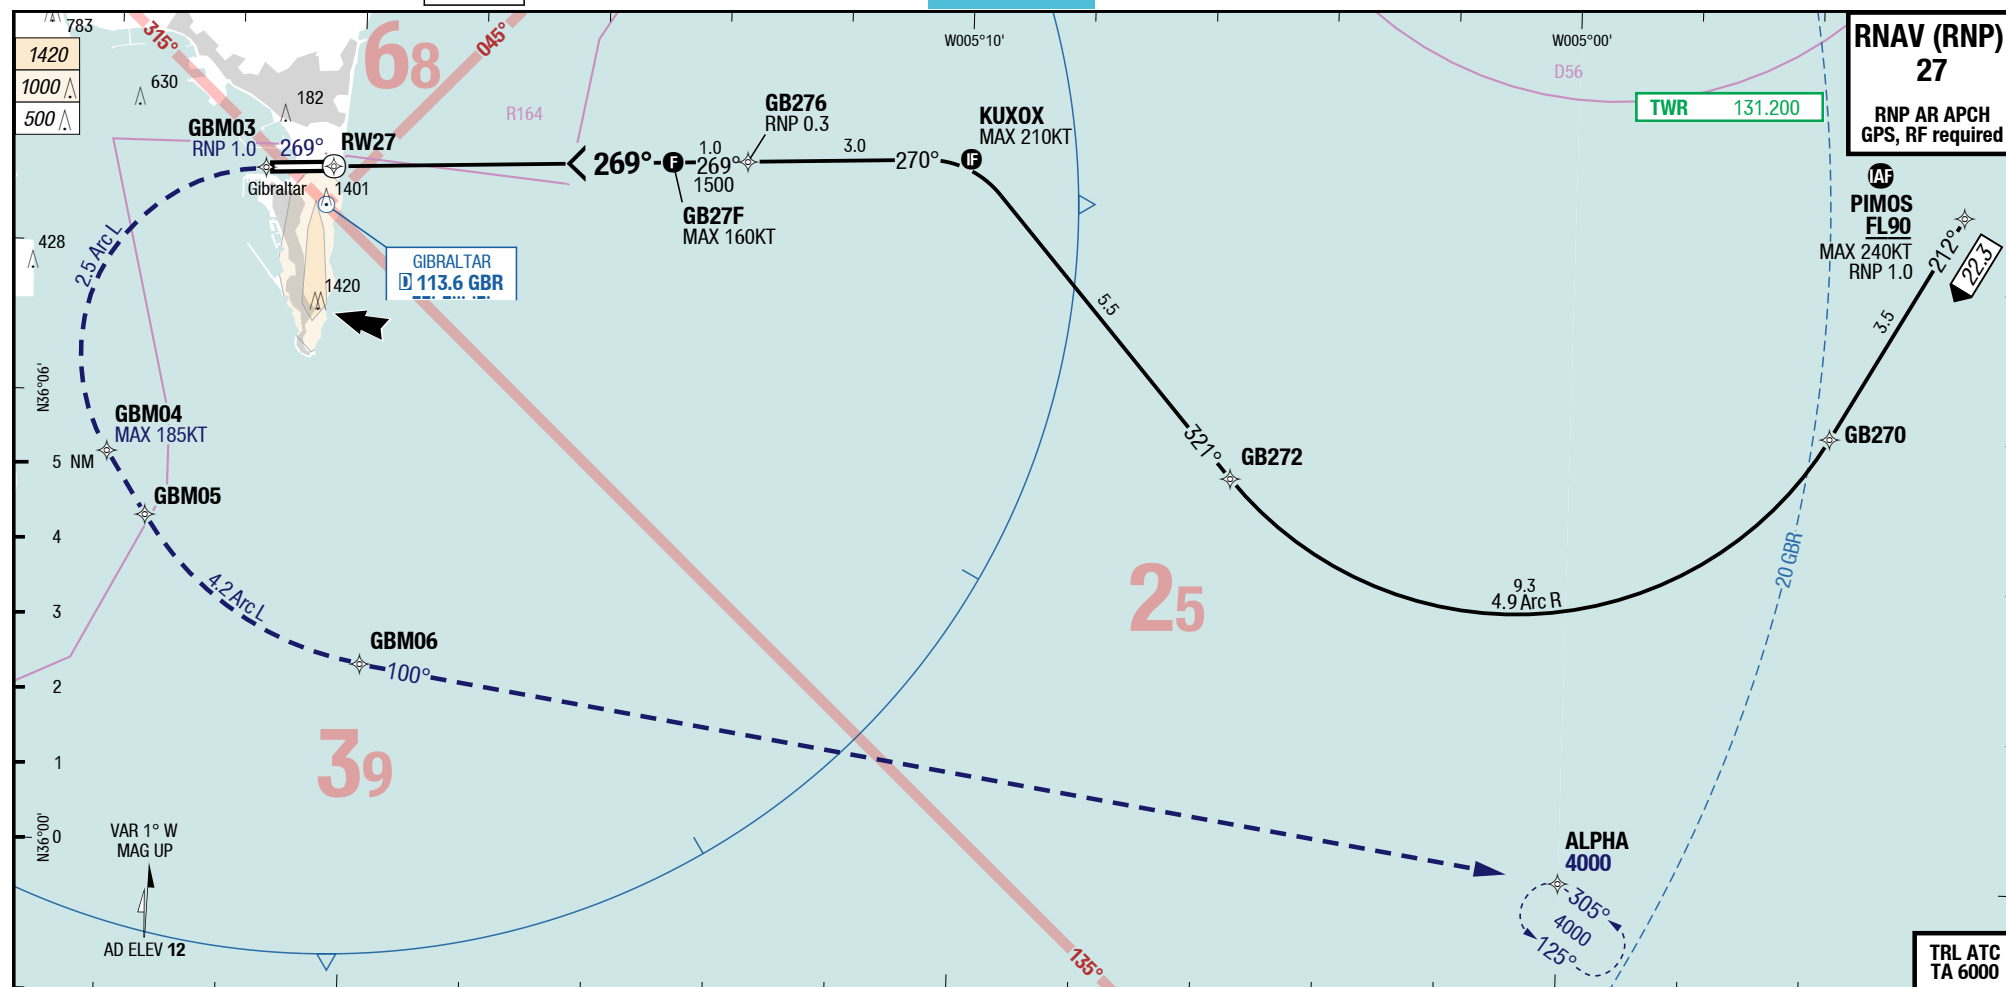 783
1420
1000
500
630
182
315°
045°
68
R164
W005°10'
W005°00'
D56
RNAV (RNP)
27
RNP AR APCH
GPS, RF required
TWR 131.200
GBM03
RNP 1.0
269°
RW27
Gibraltar
1401
269°
F
1.0
269°
1500
GB276
RNP 0.3
3.0
270°
IF
KUXOX
MAX 210KT
GB27F
MAX 160KT
IAF
PIMOS
FL90
MAX 240KT
RNP 1.0
212°
22.3
3.5
428
2.5 Arc L
GIBRALTAR
D 113.6 GBR
1420
5.5
N36°06'
GBM04
MAX 185KT
321°
GB272
GB270
5 NM
GBM05
4
3
2
1
0
4.2 Arc L
GBM06
100°
25
9.3
4.9 Arc R
20 GBR
39
N36°00'
VAR 1° W
MAG UP
AD ELEV 12
135°
ALPHA
4000
305°
4000
125°
TRL ATC
TA 6000